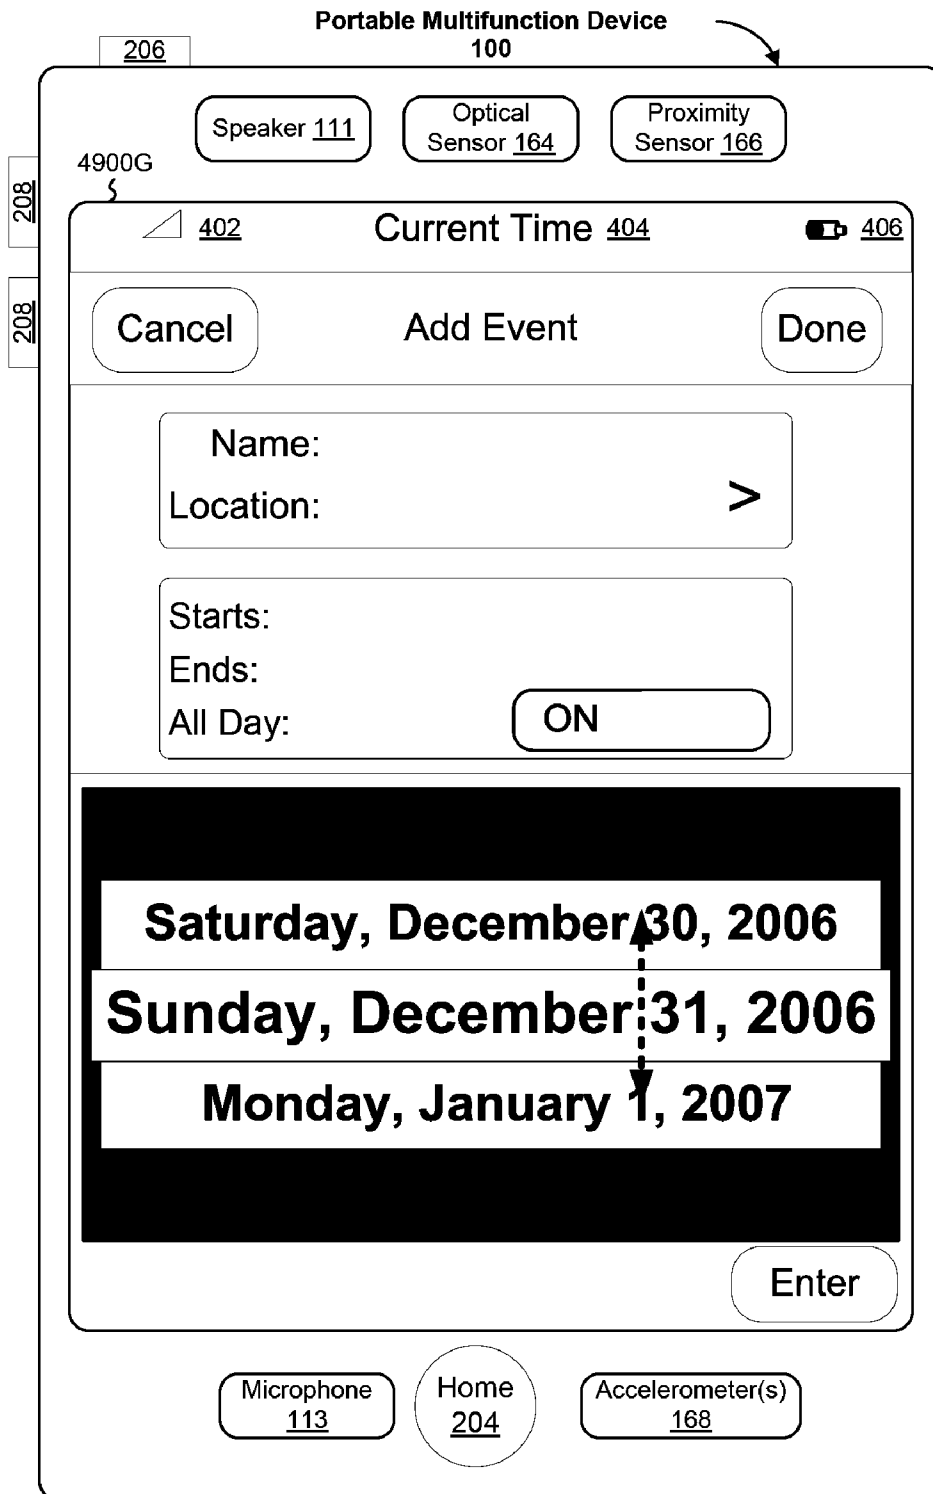 Portable Multifunction Device
100
206
Speaker 111
Optical
Sensor 164
Proximity
Sensor 166
4900G
208
208
402
Current Time 404
406
Cancel
Add Event
Done
Name:
Location:
>
Starts:
Ends:
All Day:
ON
Saturday, December 30, 2006
Sunday, December 31, 2006
Monday, January 1, 2007
Enter
Microphone
113
Home
204
Accelerometer(s)
168